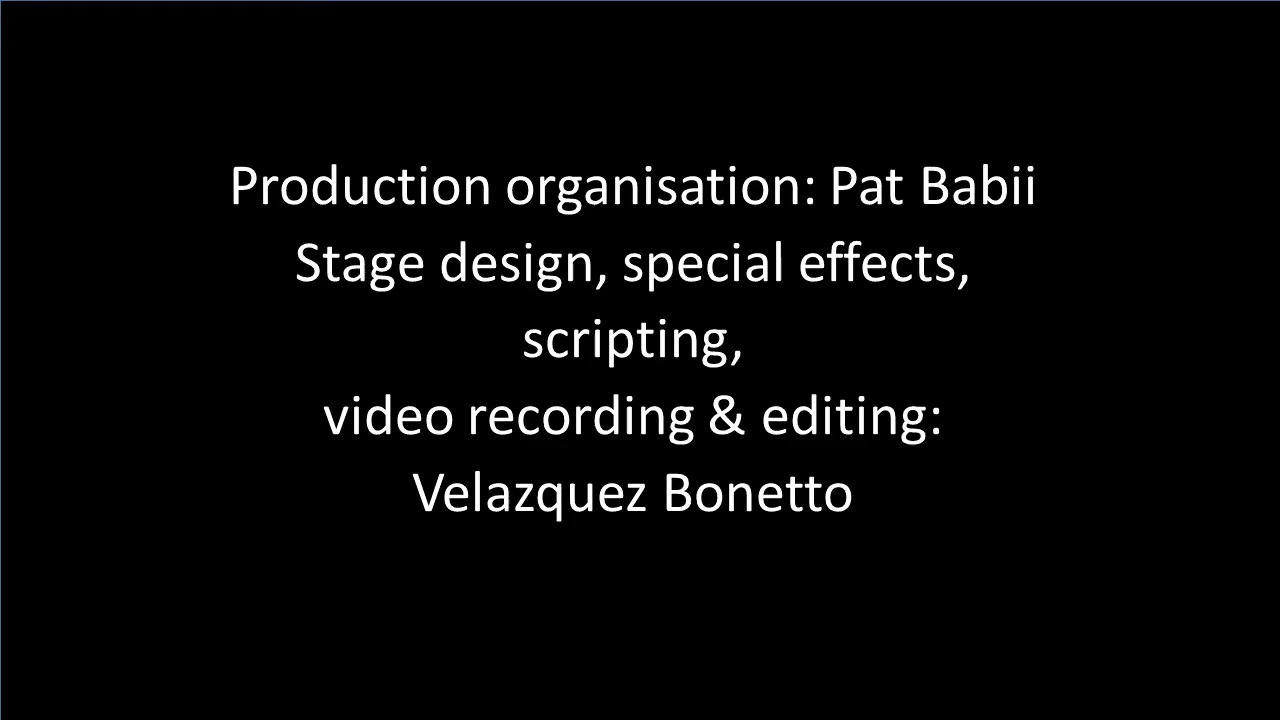 Production organisation: Pat Babii
Stage design, special effects,
scripting,
video recording & editing:
Velazquez Bonetto